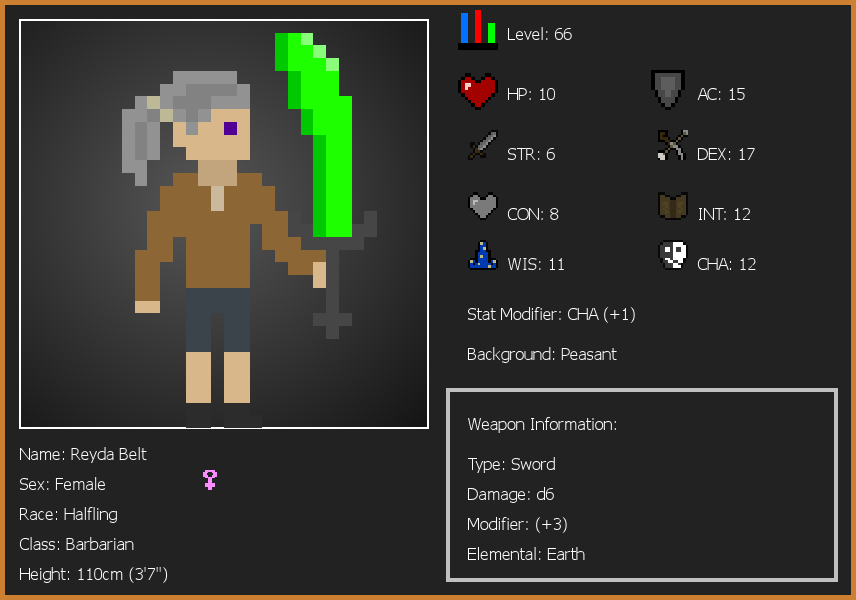 Level: 66
HP: 10
AC: 15
STR: 6
DEX: 17
CON: 8
INT: 12
WIS: 11
CHA: 12
Stat Modifier: CHA (+1)
Background: Peasant
Weapon Information:
Type: Sword
Damage: d6
Modifier: (+3)
Elemental: Earth
Name: Reyda Belt
Sex: Female
Race: Halfling
Class: Barbarian
Height: 110cm (3'7")